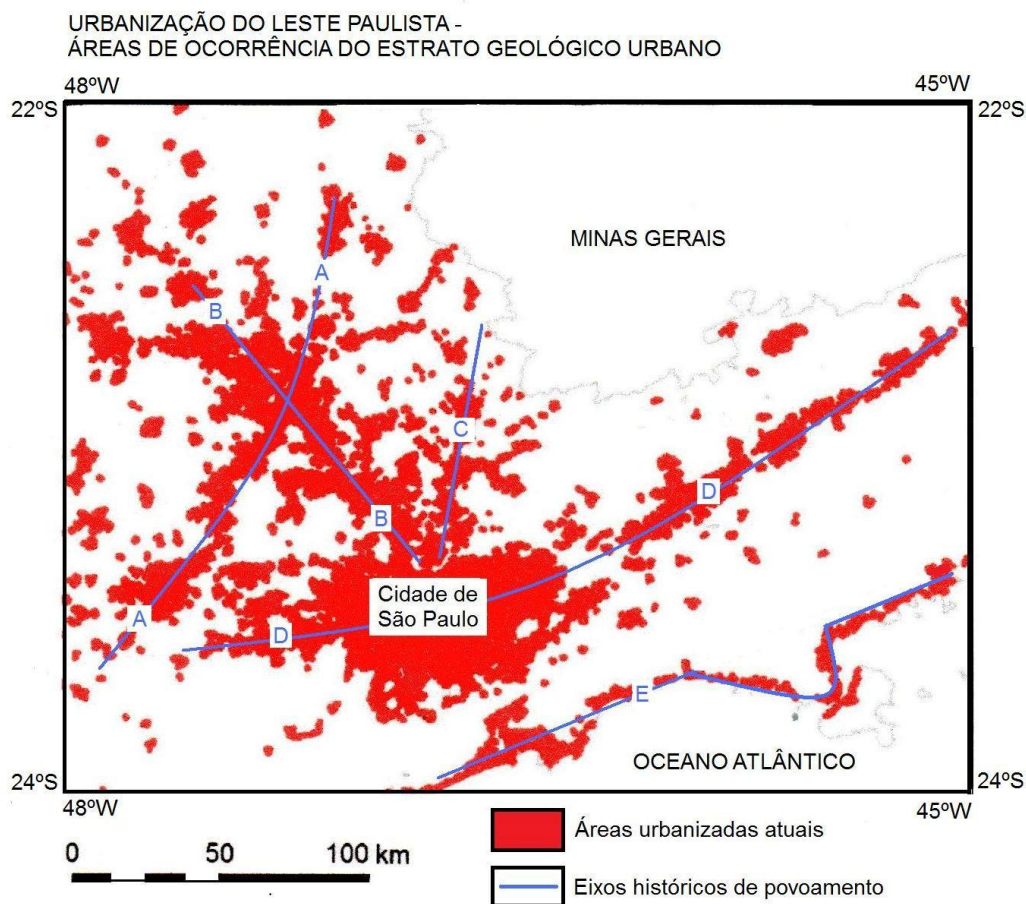 URBANIZAÇÃO DO LESTE PAULISTA -
ÁREAS DE OCORRÊNCIA DO ESTRATO GEOLÓGICO URBANO
48ºW
45ºW
22ºS
22ºS
MINAS GERAIS
A
B
C
D
B
Cidade de
São Paulo
A
D
E
OCEANO ATLÂNTICO
24ºS
24ºS
48ºW
45ºW
0 50 100 km
Áreas urbanizadas atuais
Eixos históricos de povoamento